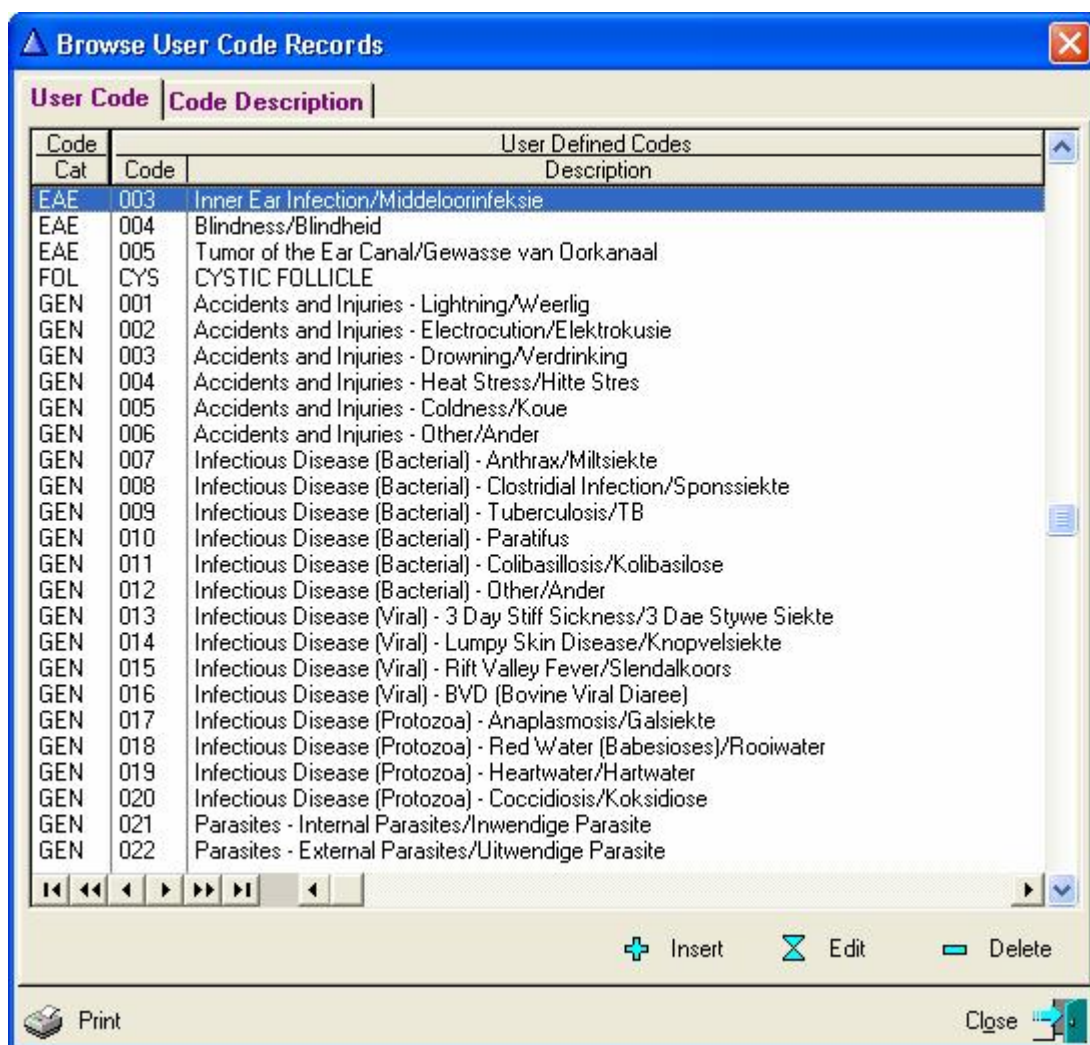 Browse User Code Records
User Code Code Description
Code User Defined Codes
Cat Code Description
EAE 003 Inner Ear Infection/Middeloorinfeksie
EAE 004 Blindness/Blindheid
EAE 005 Tumor of the Ear Canal/Gewasse van Oorkanaal
FOL CYS CYSTIC FOLLICLE
GEN 001 Accidents and Injuries - Lightning/Weerlig
GEN 002 Accidents and Injuries - Electrocution/Elektrokusie
GEN 003 Accidents and Injuries - Drowning/Verdrinking
GEN 004 Accidents and Injuries - Heat Stress/Hitte Stres
GEN 005 Accidents and Injuries - Coldness/Koue
GEN 006 Accidents and Injuries - Other/Ander
GEN 007 Infectious Disease (Bacterial) - Anthrax/Miltsiekte
GEN 008 Infectious Disease (Bacterial) - Clostridial Infection/Sponssiekte
GEN 009 Infectious Disease (Bacterial) - Tuberculosis/TB
GEN 010 Infectious Disease (Bacterial) - Paratifus
GEN 011 Infectious Disease (Bacterial) - Colibasillosis/Kolibasilose
GEN 012 Infectious Disease (Bacterial) - Other/Ander
GEN 013 Infectious Disease (Viral) - 3 Day Stiff Sickness/3 Dae Stywe Siekte
GEN 014 Infectious Disease (Viral) - Lumpy Skin Disease/Knopvelsiekte
GEN 015 Infectious Disease (Viral) - Rift Valley Fever/Slendalkoors
GEN 016 Infectious Disease (Viral) - BVD (Bovine Viral Diaree)
GEN 017 Infectious Disease (Protozoa) - Anaplasmosis/Galsiekte
GEN 018 Infectious Disease (Protozoa) - Red Water (Babesioses)/Rooiwater
GEN 019 Infectious Disease (Protozoa) - Heartwater/Hartwater
GEN 020 Infectious Disease (Protozoa) - Coccidiosis/Koksidiose
GEN 021 Parasites - Internal Parasites/Inwendige Parasite
GEN 022 Parasites - External Parasites/Uitwendige Parasite
Insert Edit Delete
Print Close